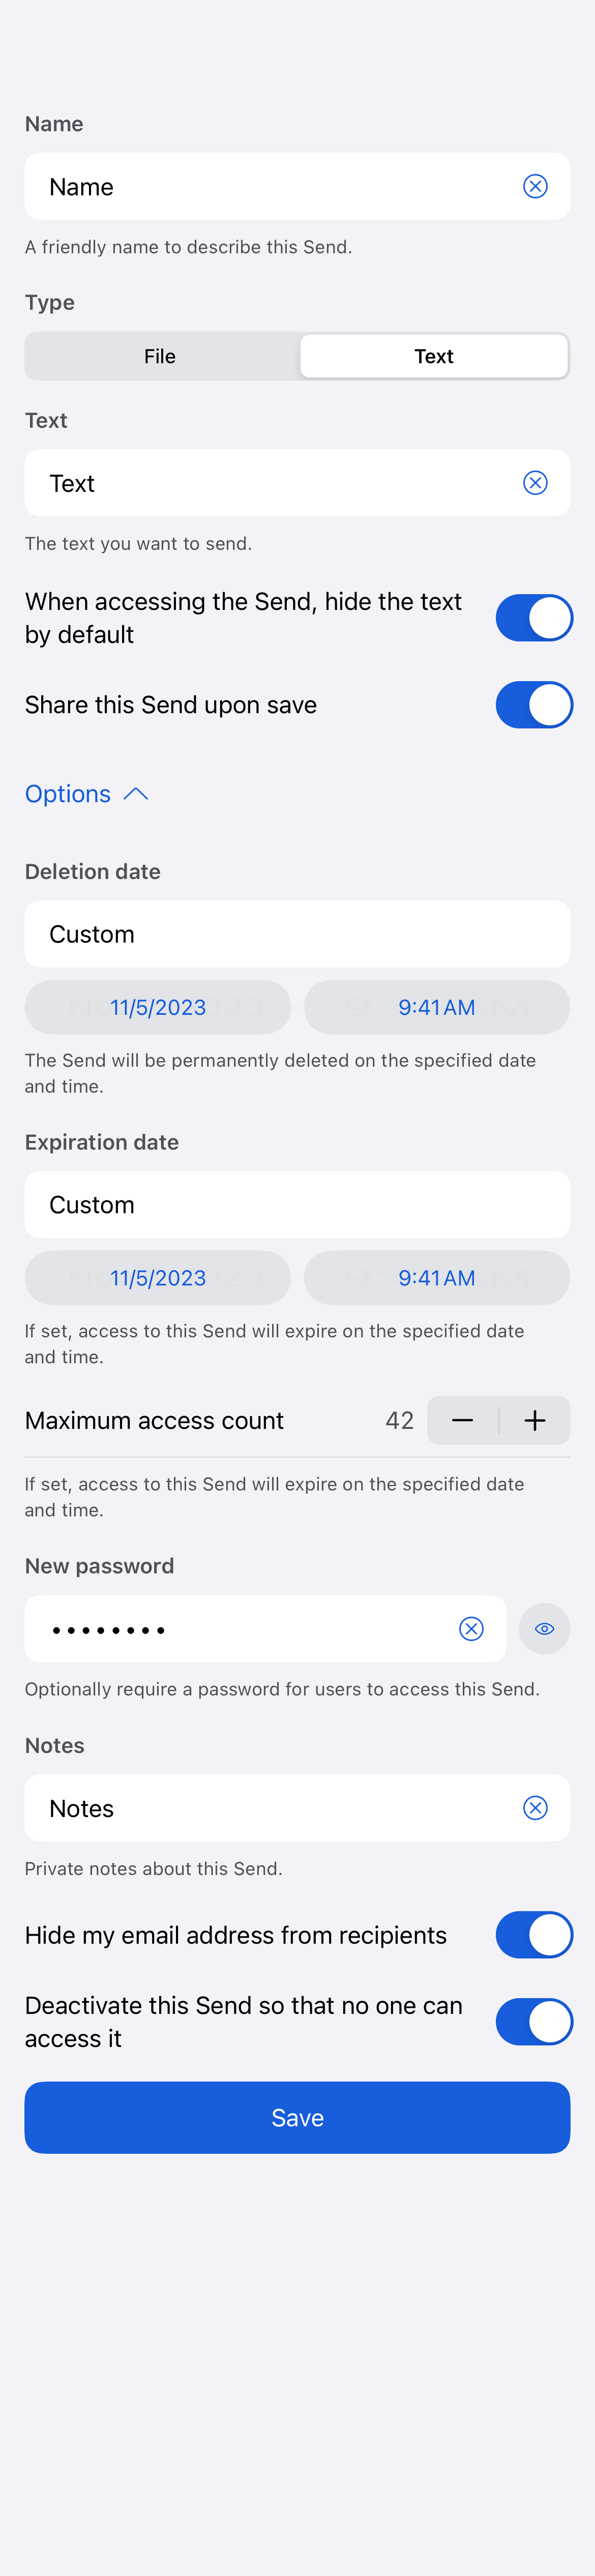 Name
Name
A friendly name to describe this Send.
Type
File Text
Text
Text
The text you want to send.
When accessing the Send, hide the text
by default
Share this Send upon save
Options
Deletion date
Custom
11/5/2023 9:41 AM
The Send will be permanently deleted on the specified date
and time.
Expiration date
Custom
11/5/2023 9:41 AM
If set, access to this Send will expire on the specified date
and time.
Maximum access count 42
If set, access to this Send will expire on the specified date
and time.
New password
••••••••
Optionally require a password for users to access this Send.
Notes
Notes
Private notes about this Send.
Hide my email address from recipients
Deactivate this Send so that no one can
access it
Save